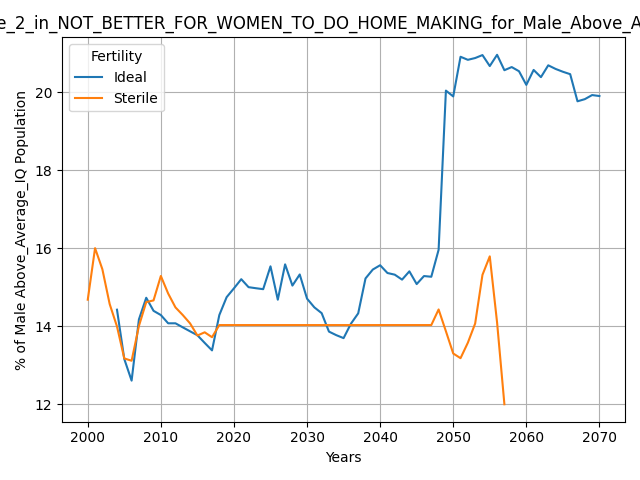 e_2_in_NOT_BETTER_FOR_WOMEN_TO_DO_HOME_MAKING_for_Male_Above_A
Fertility
Ideal
Sterile
% of Male Above_Average_IQ Population
20
18
16
14
12
2000 2010 2020 2030 2040 2050 2060 2070
Years